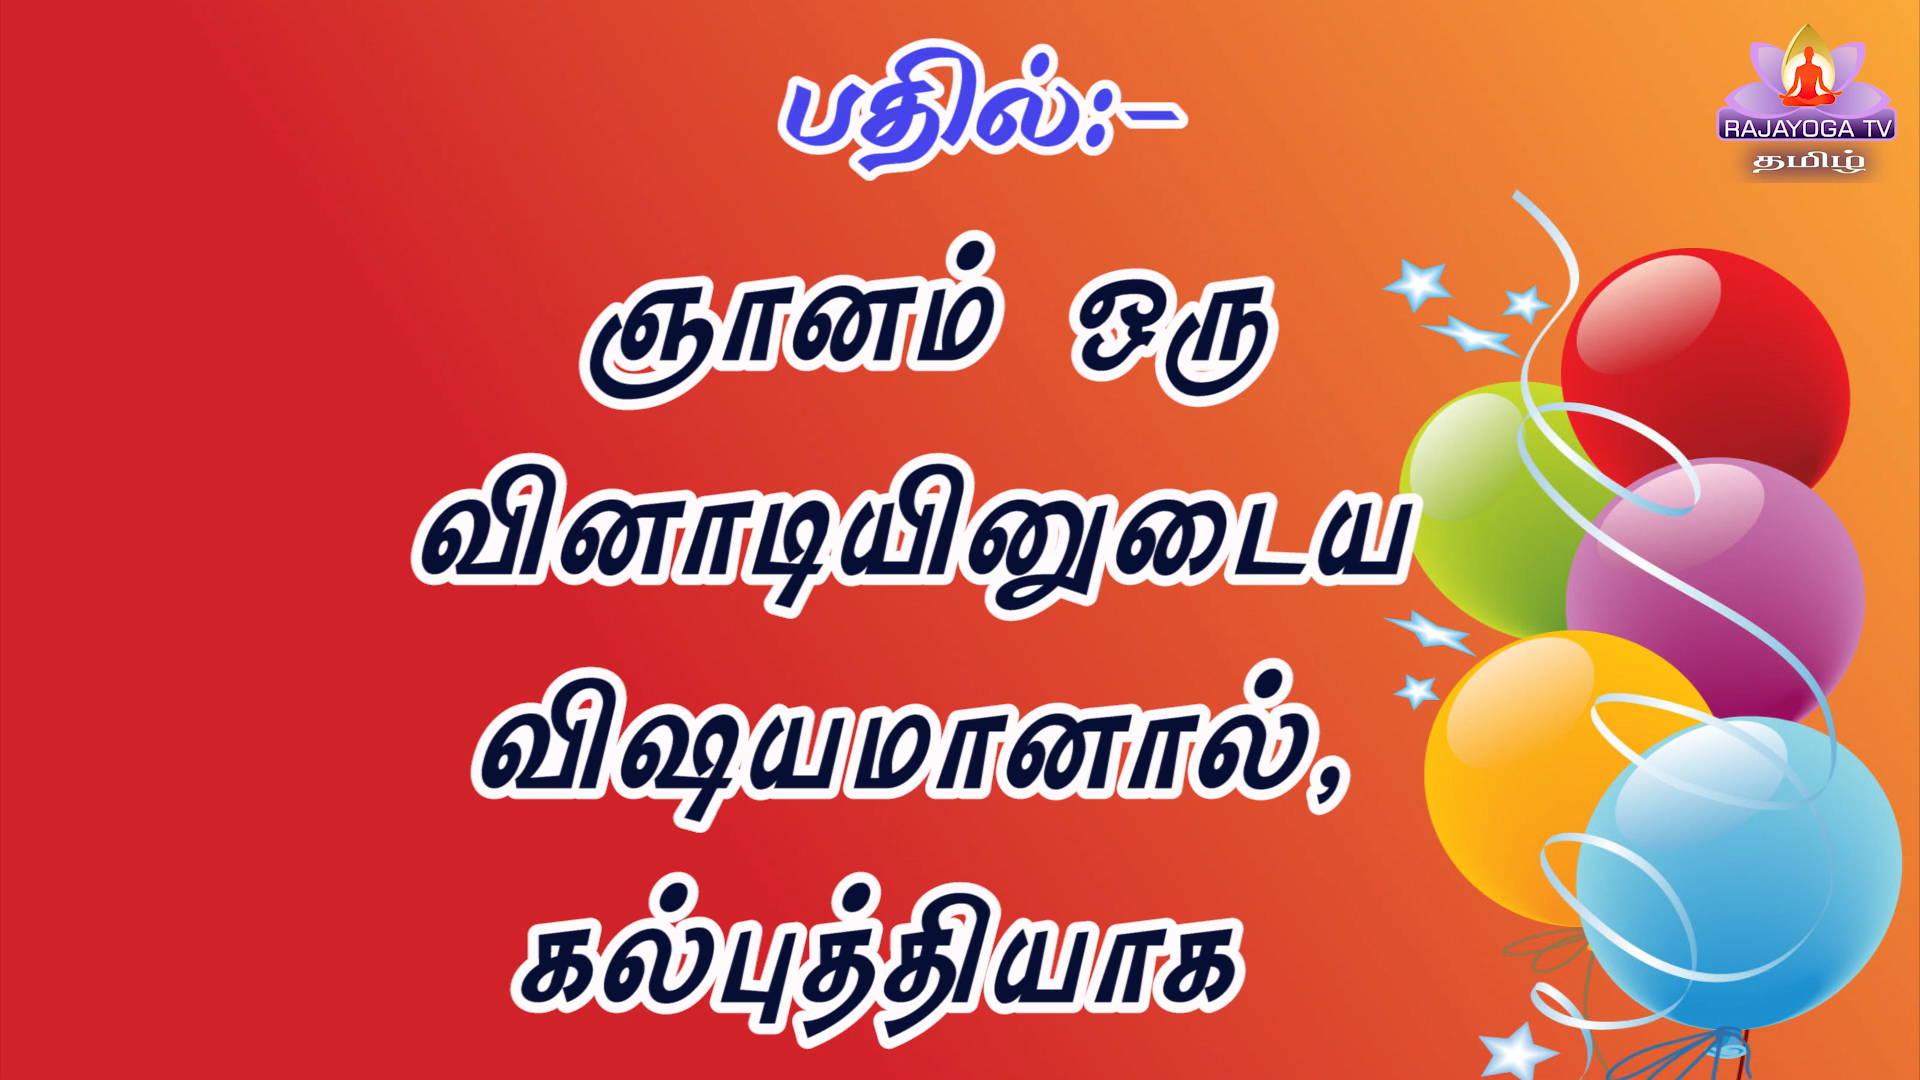 பதில்:-
ஞானம் ஒரு
வினாடியினுடைய
விஷயமானால்,
கல்புத்தியாக
RAJAYOGA TV
தமிழ்